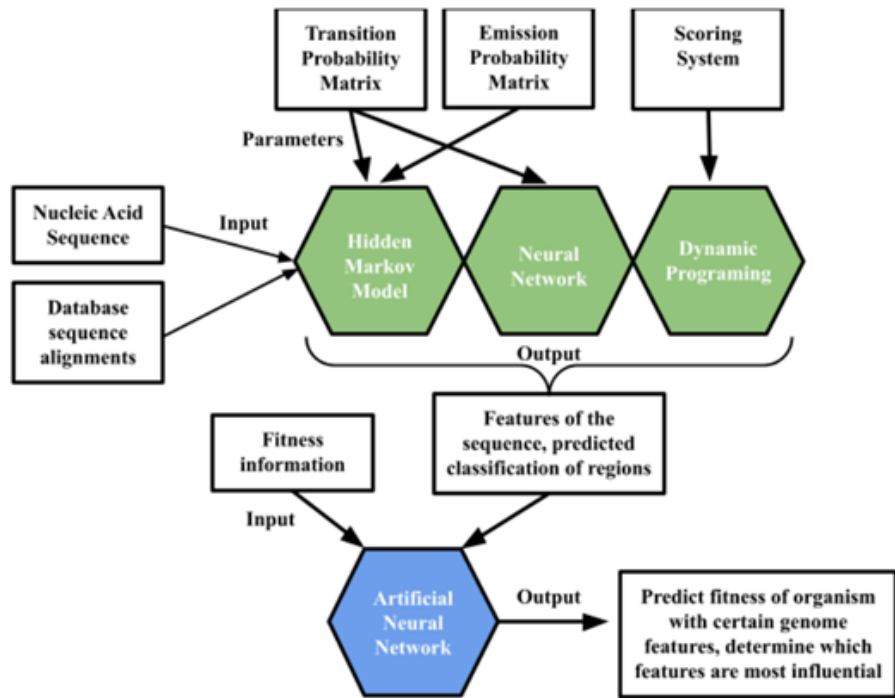 Transition
Probability
Matrix
Emission
Probability
Matrix
Scoring
System
Parameters
Nucleic Acid
Sequence
Input
Database
sequence
alignments
Hidden
Markov
Model
Neural
Network
Dynamic
Programing
Output
Fitness
information
Features of the
sequence, predicted
classification of regions
Input
Artificial
Neural
Network
Output
Predict fitness of organism
with certain genome
features, determine which
features are most influential